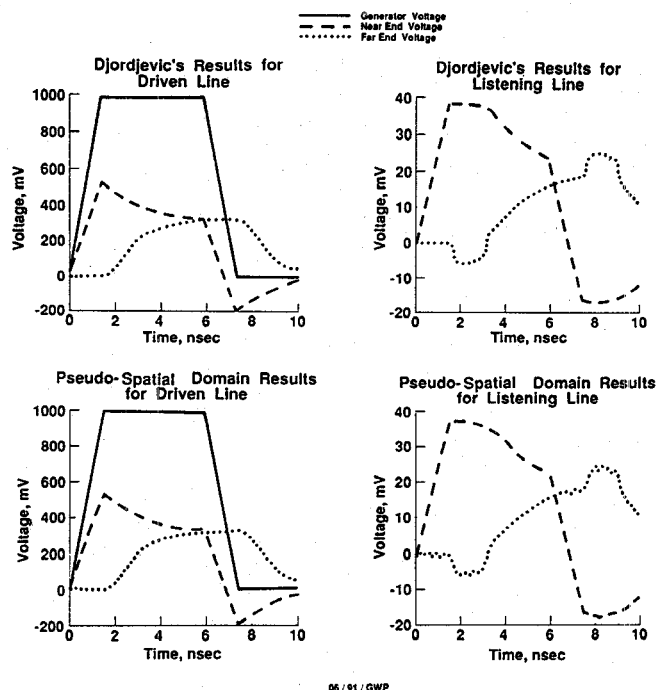 Generator Voltage
Near End Voltage
Far End Voltage
Djordjevic's Results for
Driven Line
1000
800
600
400
200
0
-200
Voltage, mV
0 2 4 6 8 10
Time, nsec
Djordjevic's Results for
Listening Line
40
30
20
10
0
-10
-20
Voltage, mV
0 2 4 6 8 10
Time, nsec
Pseudo-Spatial Domain Results
for Driven Line
1000
800
600
400
200
0
-200
Voltage, mV
0 2 4 6 8 10
Time, nsec
Pseudo-Spatial Domain Results
for Listening Line
40
30
20
10
0
-10
-20
Voltage, mV
0 2 4 6 8 10
Time, nsec
06 / 91 / GWP